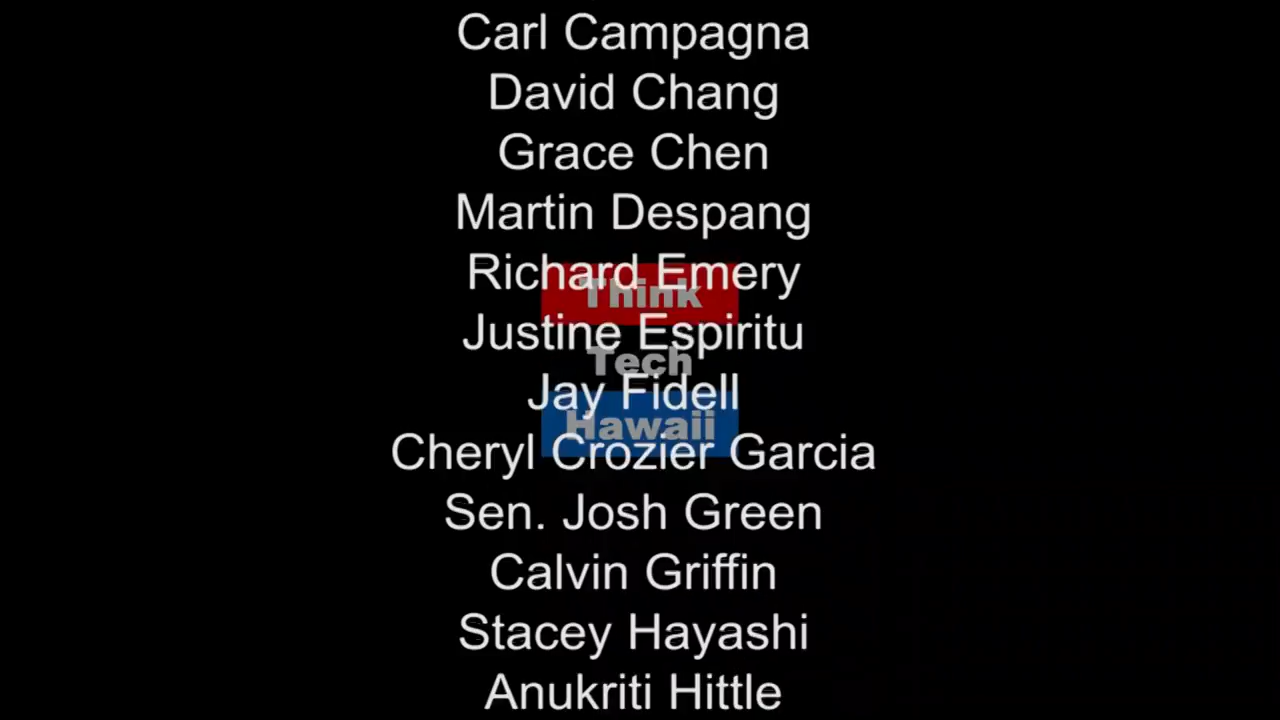 Carl Campagna
David Chang
Grace Chen
Martin Despang
Richard Emery
Think
Justine Espiritu
Tech
Jay Fidell
Hawaii
Cheryl Crozier Garcia
Sen. Josh Green
Calvin Griffin
Stacey Hayashi
Anukriti Hittle